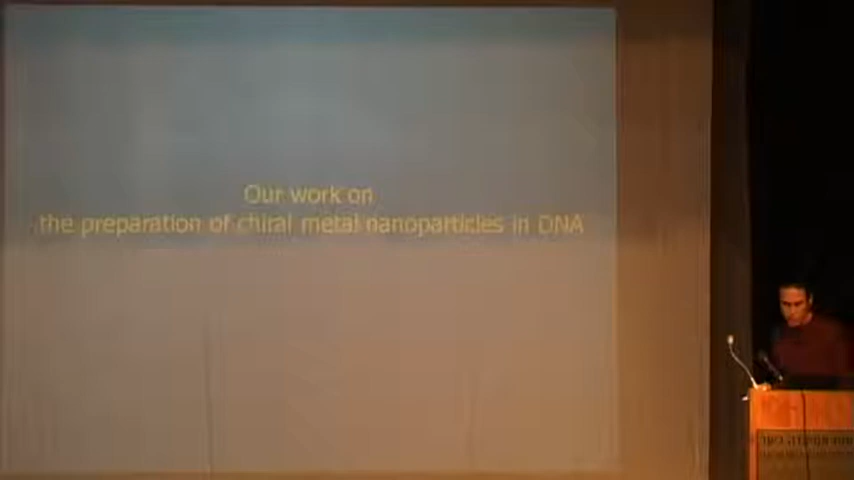 Our work on
the preparation of chiral metal nanoparticles in DNA